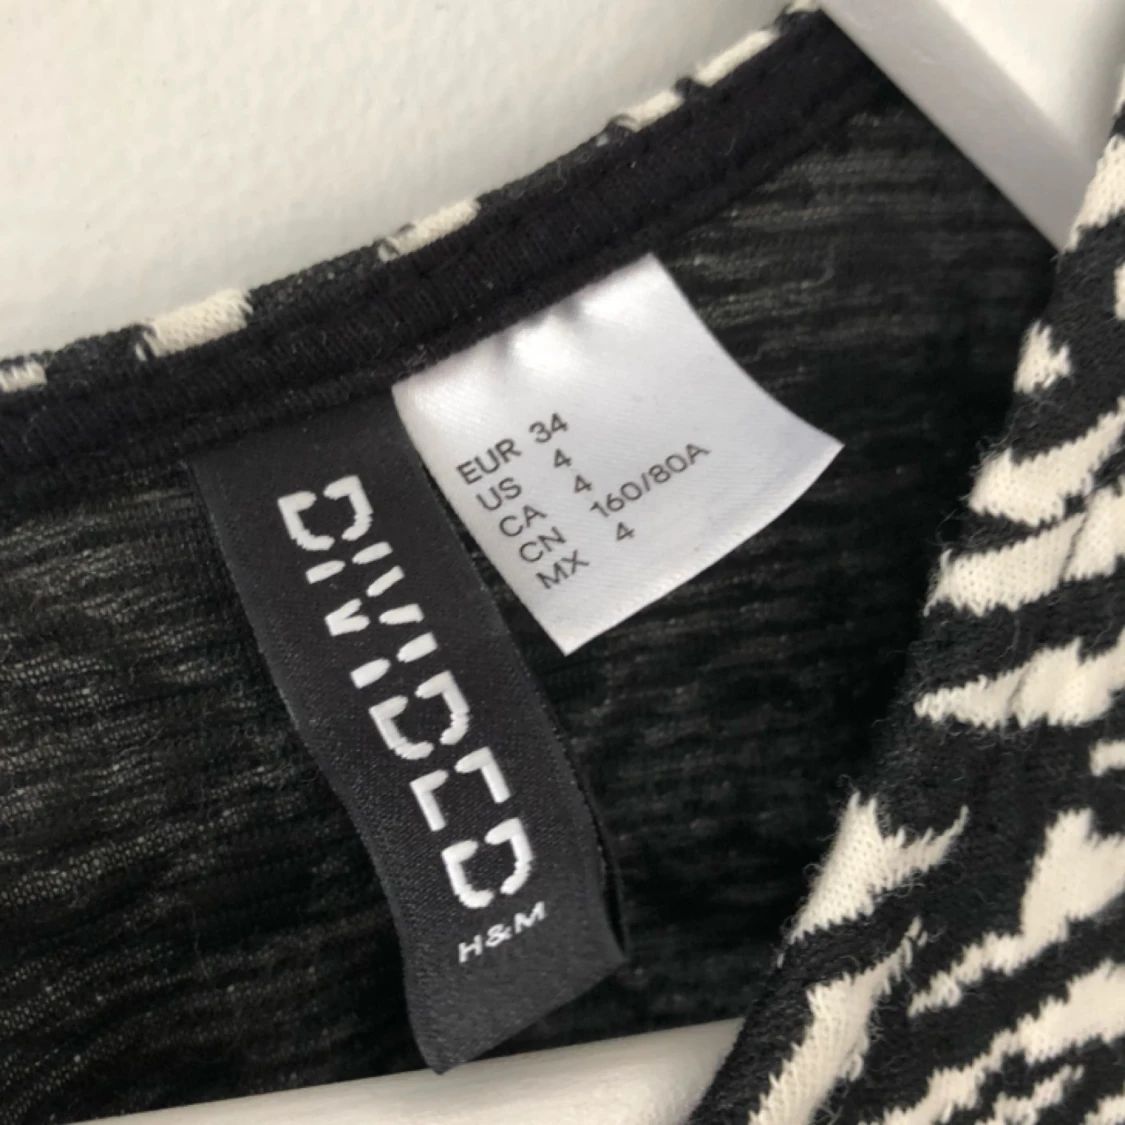 EUR 34
US 4
CA 4
CN 160/80A
MX 4
DIVIDED
H&M